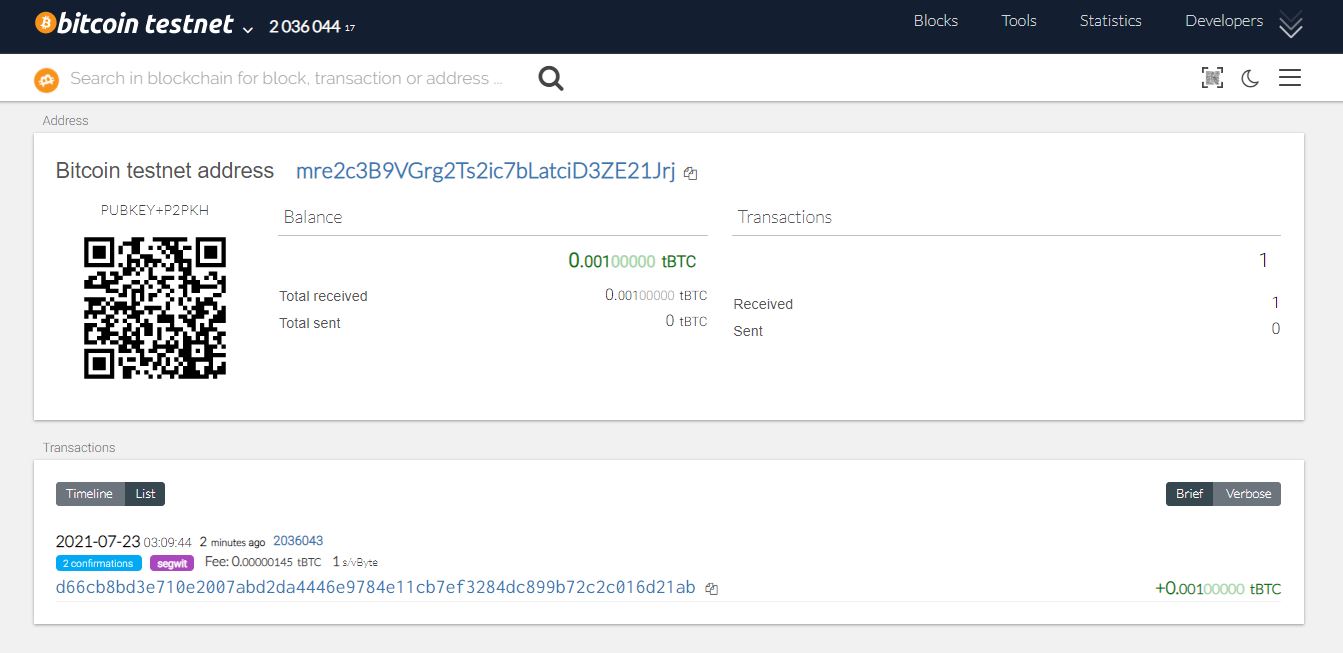 bitcoin testnet 2 036 044 17 Blocks Tools Statistics Developers
Search in blockchain for block, transaction or address ...
Address
Bitcoin testnet address mre2c3B9VGrg2Ts2ic7bLatciD3ZE21Jrj
PUBKEY+P2PKH
Balance
Transactions
0.00100000 tBTC
1
Total received 0.00100000 tBTC
Received 1
Total sent 0 tBTC
Sent 0
Transactions
Timeline List Brief Verbose
2021-07-23 03:09:44 2 minutes ago 2036043
2 confirmations segwit Fee: 0.00000145 tBTC 1 s/vByte
d66cb8bd3e710e2007abd2da4446e9784e11cb7ef3284dc899b72c2c016d21ab +0.00100000 tBTC